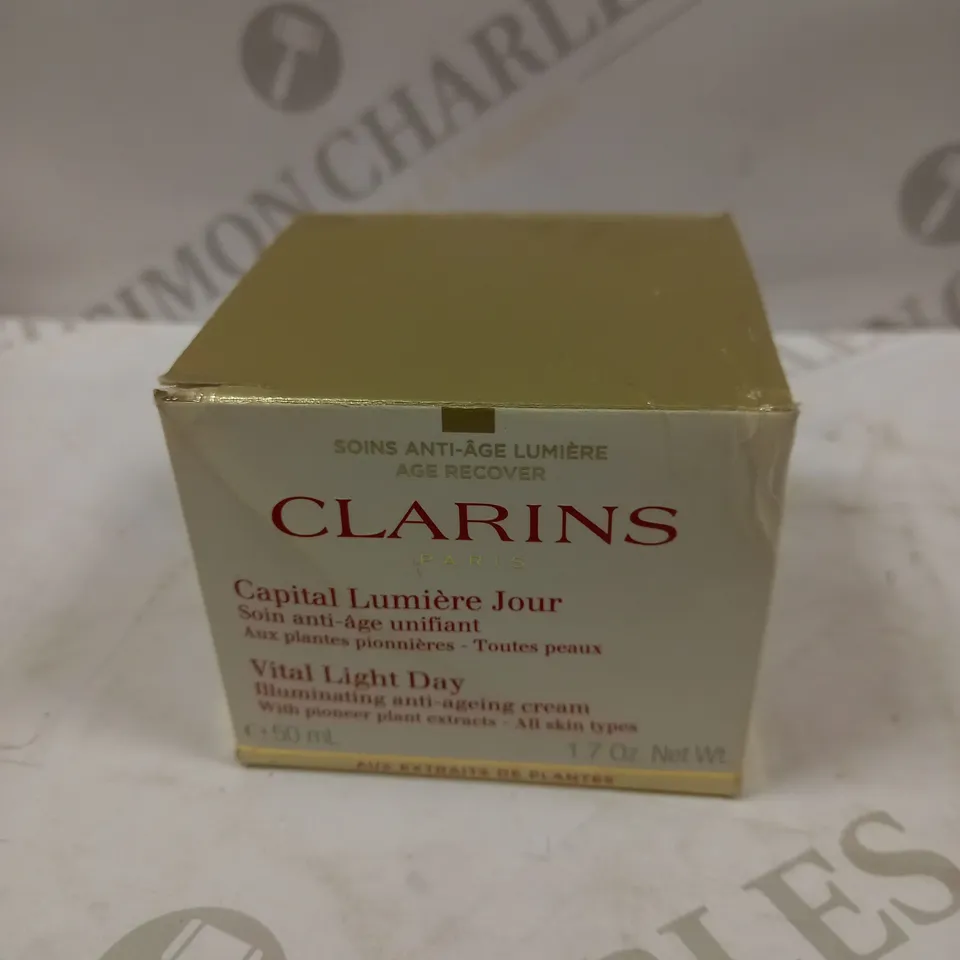 SIMON CHARLES
SOINS ANTI-ÂGE LUMIÈRE
AGE RECOVER
CLARINS
PARIS
Capital Lumière Jour
Soin anti-âge unifiant
Aux plantes pionnières - Toutes peaux
Vital Light Day
Illuminating anti-ageing cream
With pioneer plant extracts - All skin types
e 50 mL
1.7 Oz. Net Wt.
AUX EXTRAITS DE PLANTES